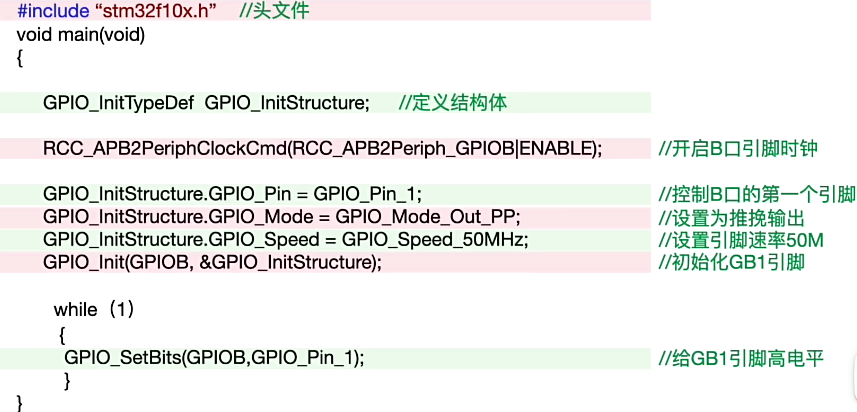 #include “stm32f10x.h” //头文件
void main(void)
{
GPIO_InitTypeDef GPIO_InitStructure; //定义结构体
RCC_APB2PeriphClockCmd(RCC_APB2Periph_GPIOB|ENABLE); //开启B口引脚时钟
GPIO_InitStructure.GPIO_Pin = GPIO_Pin_1; //控制B口的第一个引脚
GPIO_InitStructure.GPIO_Mode = GPIO_Mode_Out_PP; //设置为推挽输出
GPIO_InitStructure.GPIO_Speed = GPIO_Speed_50MHz; //设置引脚速率50M
GPIO_Init(GPIOB, &GPIO_InitStructure); //初始化GB1引脚
while（1）
{
GPIO_SetBits(GPIOB,GPIO_Pin_1); //给GB1引脚高电平
}
}